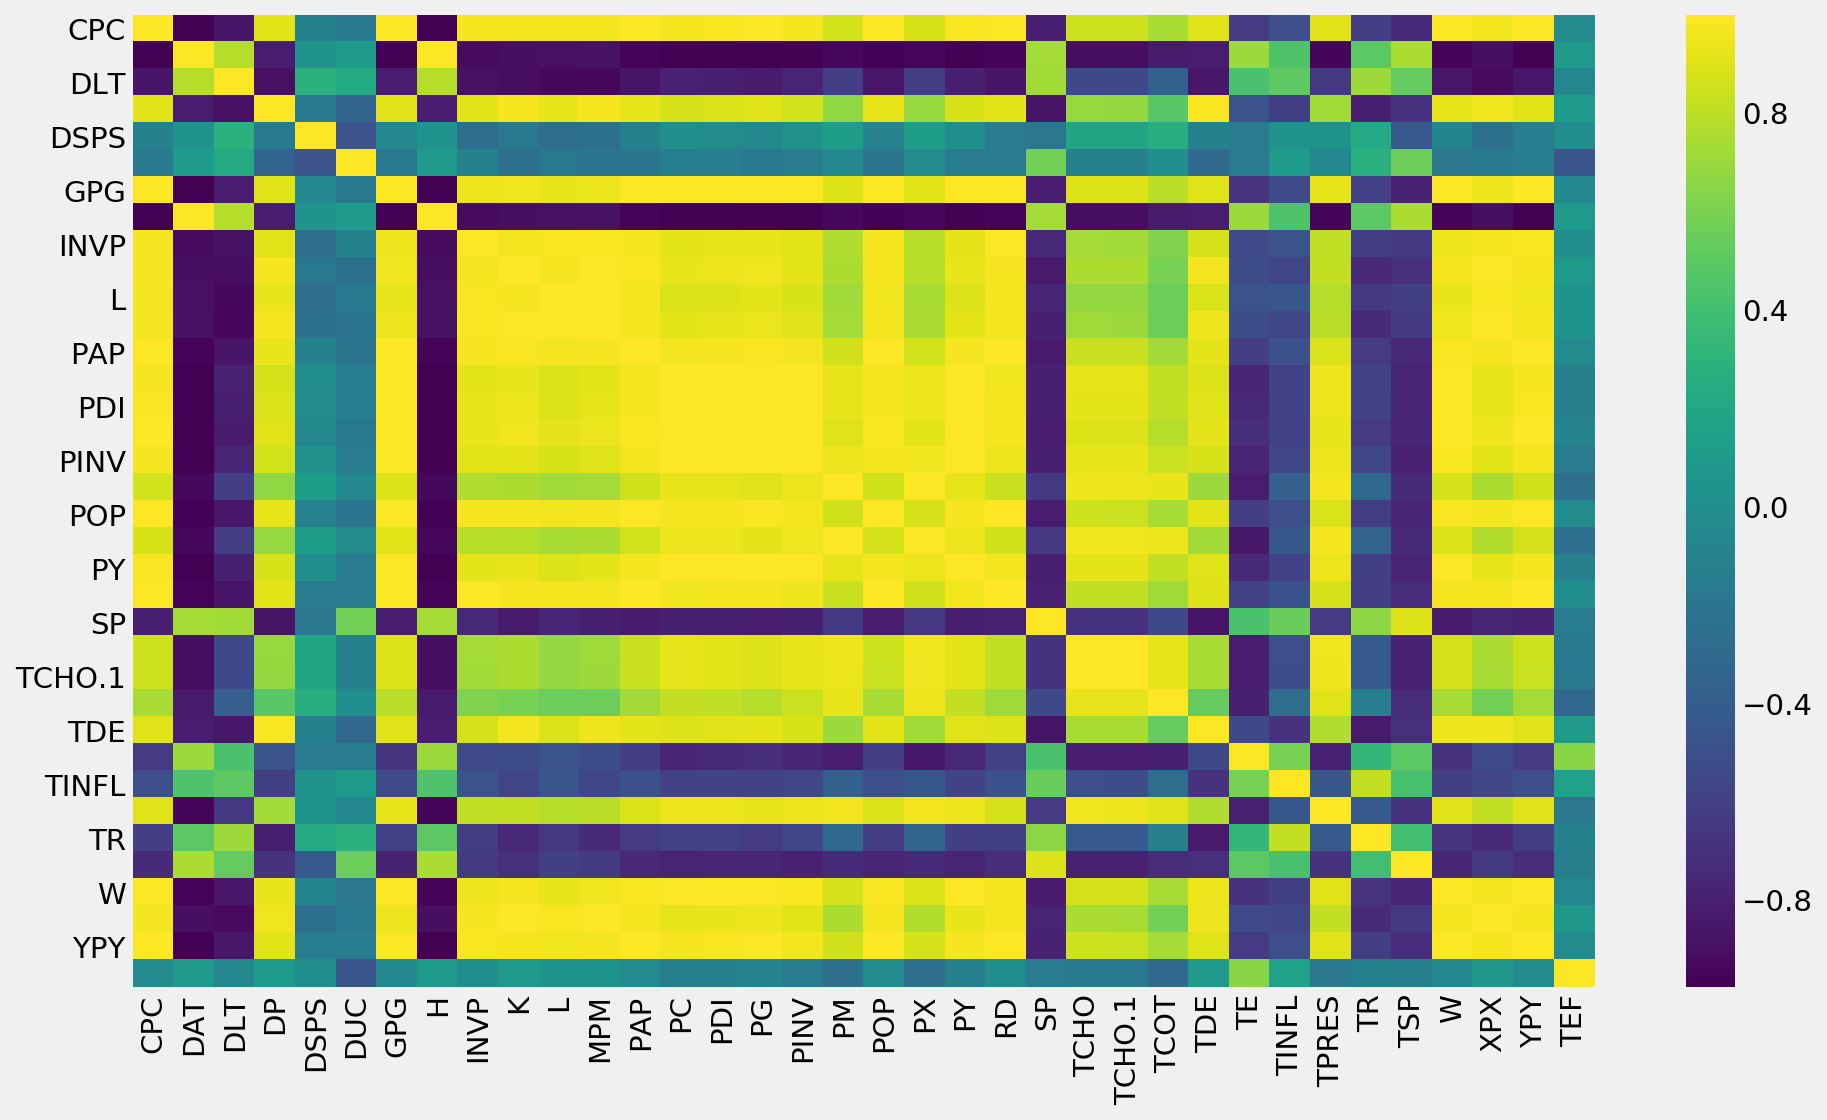 CPC
DLT
DSPS
GPG
INVP
L
PAP
PDI
PINV
POP
PY
SP
TCHO.1
TDE
TINFL
TR
W
YPY
CPC
DAT
DLT
DP
DSPS
DUC
GPG
H
INVP
K
L
MPM
PAP
PC
PDI
PG
PINV
PM
POP
PX
PY
RD
SP
TCHO
TCHO.1
TCOT
TDE
TE
TINFL
TPRES
TR
TSP
W
XPX
YPY
TEF
0.8
0.4
0.0
−0.4
−0.8